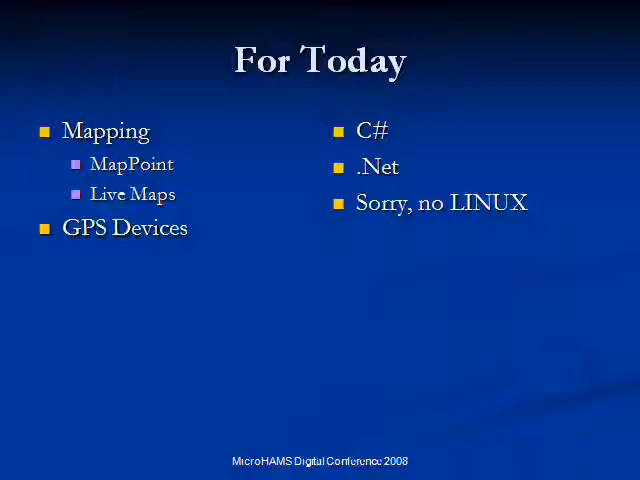 For Today
Mapping
MapPoint
Live Maps
GPS Devices
C#
.Net
Sorry, no LINUX
MicroHAMS Digital Conference 2008